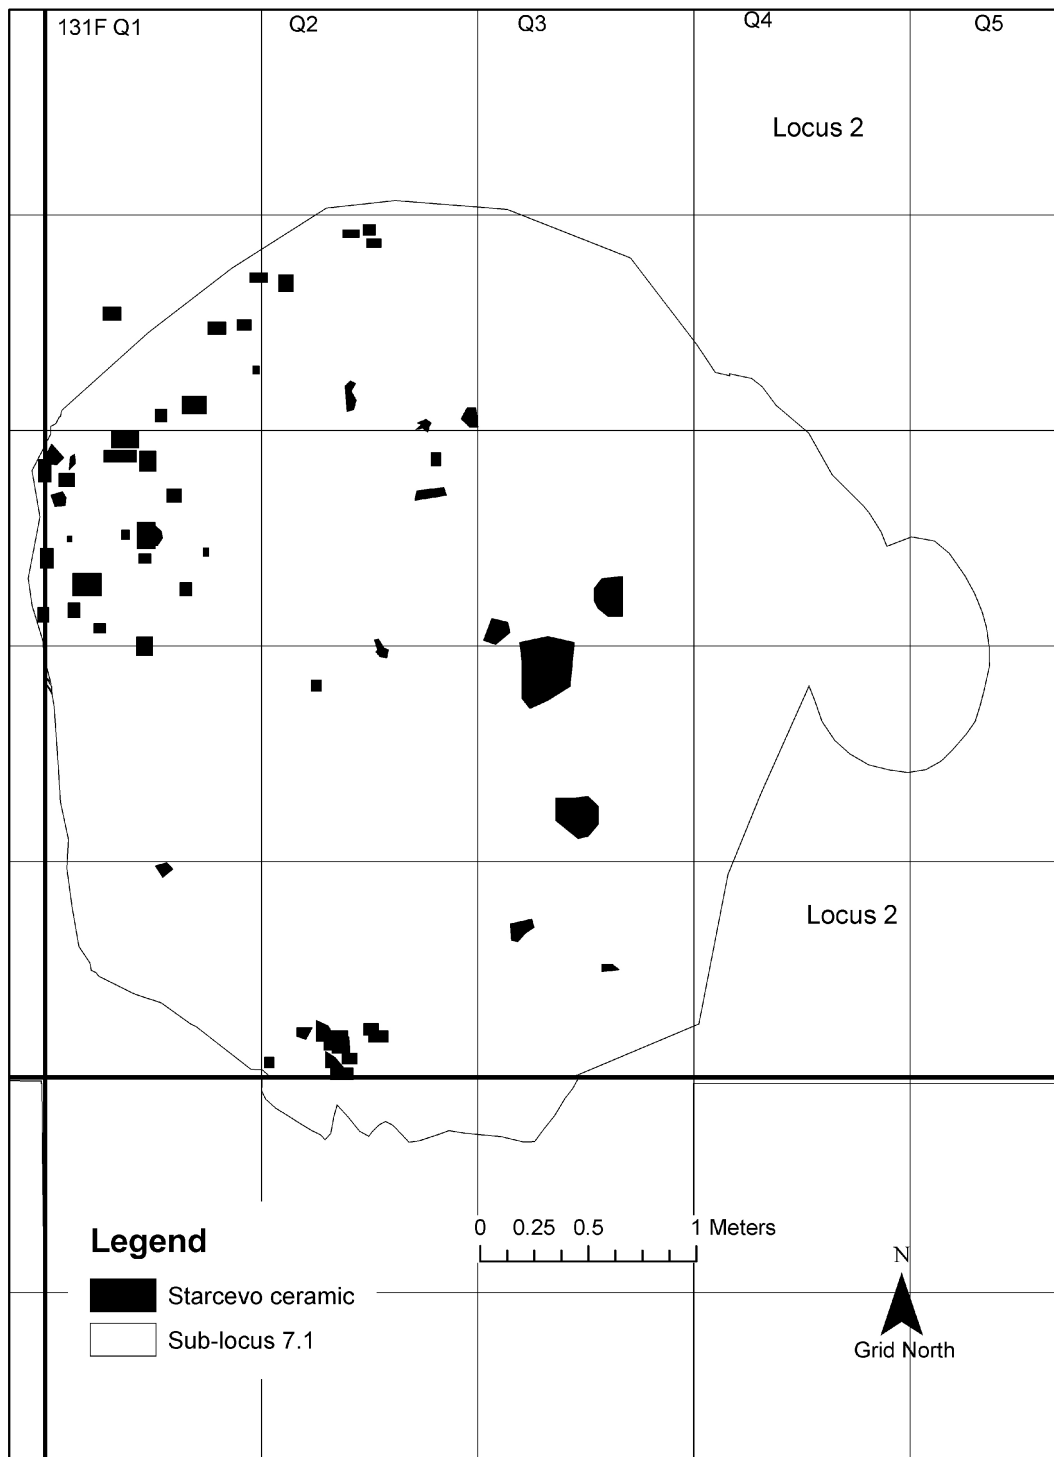 131F Q1 Q2 Q3 Q4 Q5
Locus 2
Locus 2
Legend
Starcevo ceramic
Sub-locus 7.1
0 0.25 0.5 1 Meters
N
Grid North